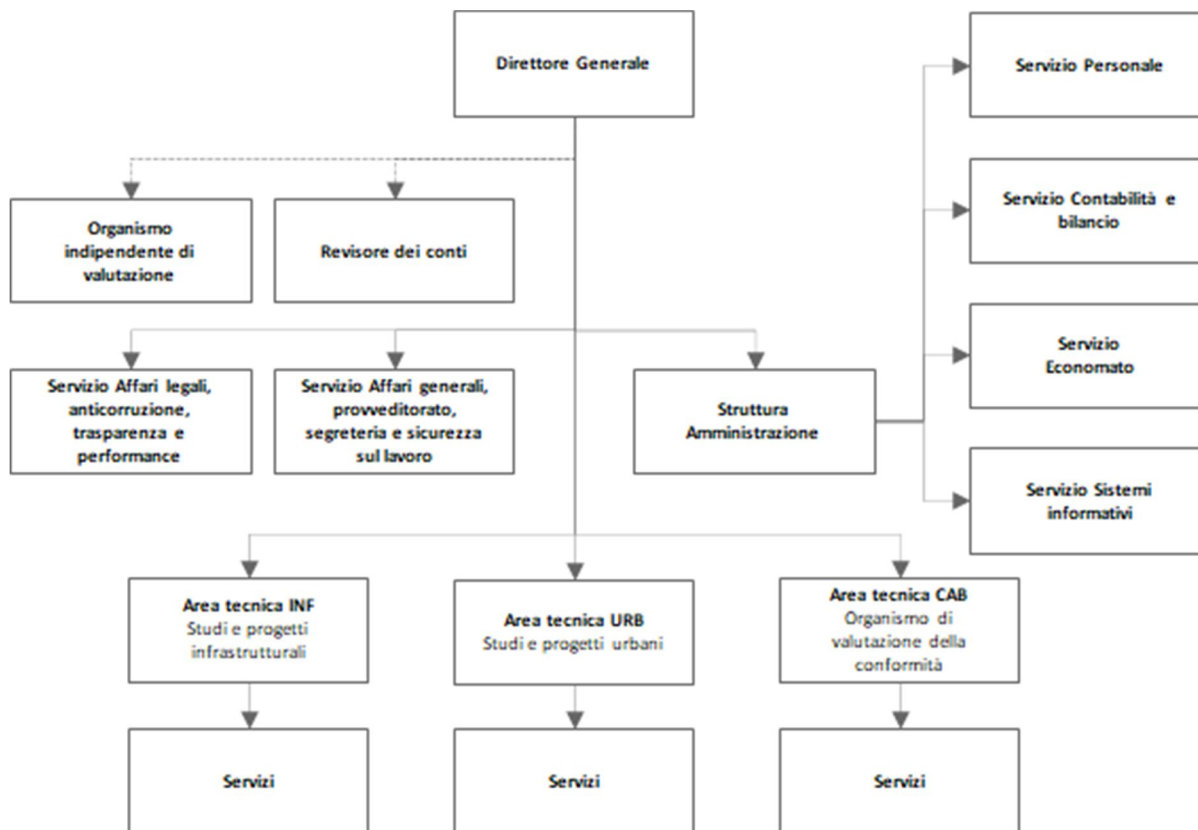 Direttore Generale
Servizio Personale
Servizio Contabilità e
bilancio
Organismo
indipendente di
valutazione
Revisore dei conti
Servizio
Economato
Servizio Affari legali,
anticorruzione,
trasparenza e
performance
Servizio Affari generali,
provveditorato,
segreteria e sicurezza
sul lavoro
Struttura
Amministrazione
Servizio Sistemi
informativi
Area tecnica INF
Studi e progetti
infrastrutturali
Area tecnica URB
Studi e progetti urbani
Area tecnica CAB
Organismo di
valutazione della
conformità
Servizi
Servizi
Servizi